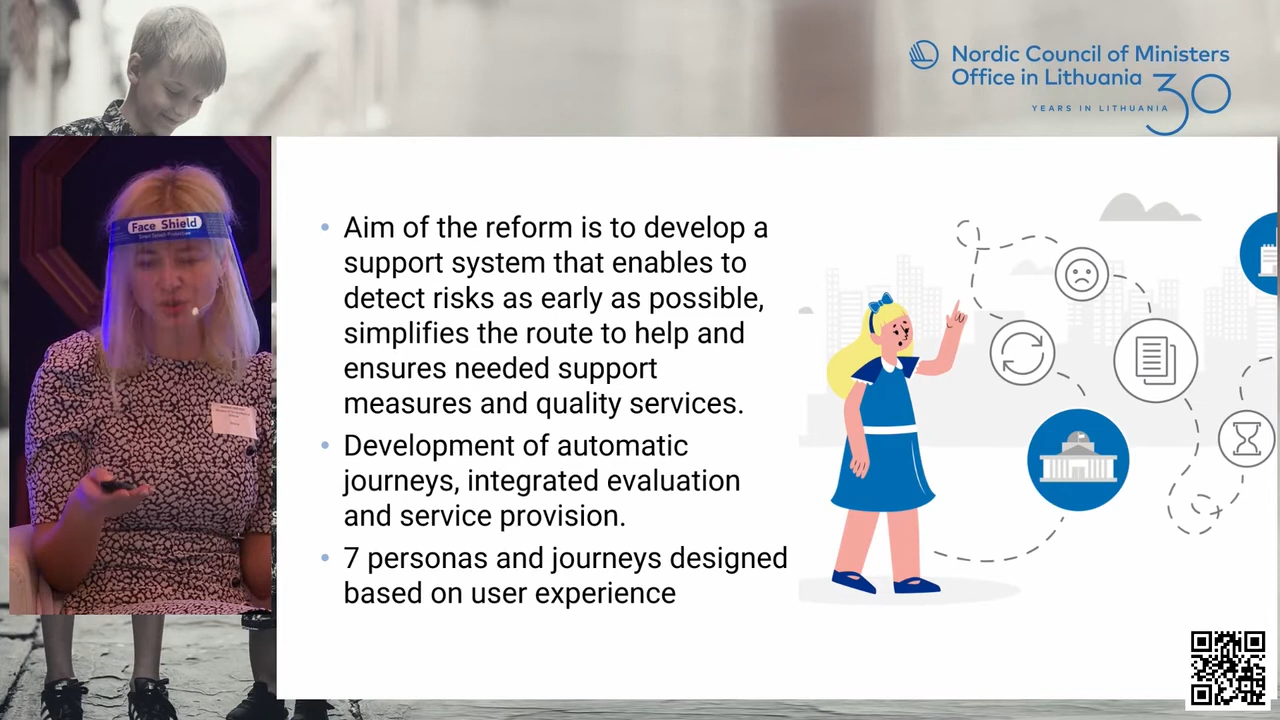 Nordic Council of Ministers
Office in Lithuania
YEARS IN LITHUANIA
30
Face Shield
Aim of the reform is to develop a
support system that enables to
detect risks as early as possible,
simplifies the route to help and
ensures needed support
measures and quality services.
Development of automatic
journeys, integrated evaluation
and service provision.
7 personas and journeys designed
based on user experience